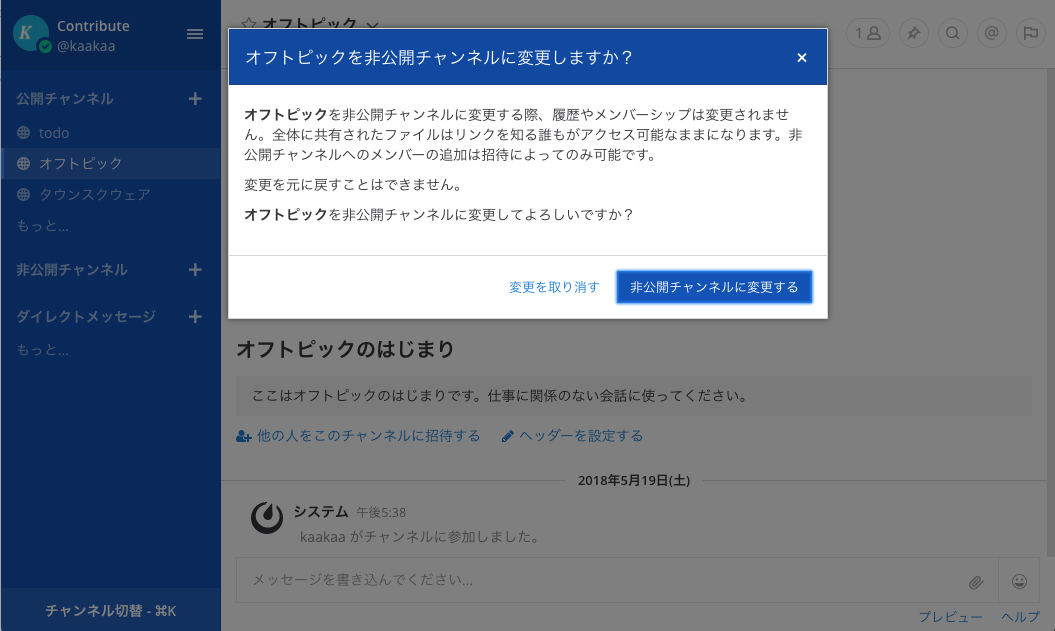 K
Contribute
@kaakaa
公開チャンネル +
todo
オフトピック
タウンスクウェア
もっと...
非公開チャンネル +
ダイレクトメッセージ +
もっと...
チャンネル切替 - ⌘K
オフトピック
1
@
オフトピックを非公開チャンネルに変更しますか？ ×
オフトピックを非公開チャンネルに変更する際、履歴やメンバーシップは変更されませ
ん。全体に共有されたファイルはリンクを知る誰もがアクセス可能なままになります。非
公開チャンネルへのメンバーの追加は招待によってのみ可能です。
変更を元に戻すことはできません。
オフトピックを非公開チャンネルに変更してよろしいですか？
変更を取り消す 非公開チャンネルに変更する
オフトピックのはじまり
ここはオフトピックのはじまりです。仕事に関係のない会話に使ってください。
他の人をこのチャンネルに招待する ヘッダーを設定する
2018年5月19日(土)
システム 午後5:38
kaakaa がチャンネルに参加しました。
メッセージを書き込んでください...
プレビュー ヘルプ